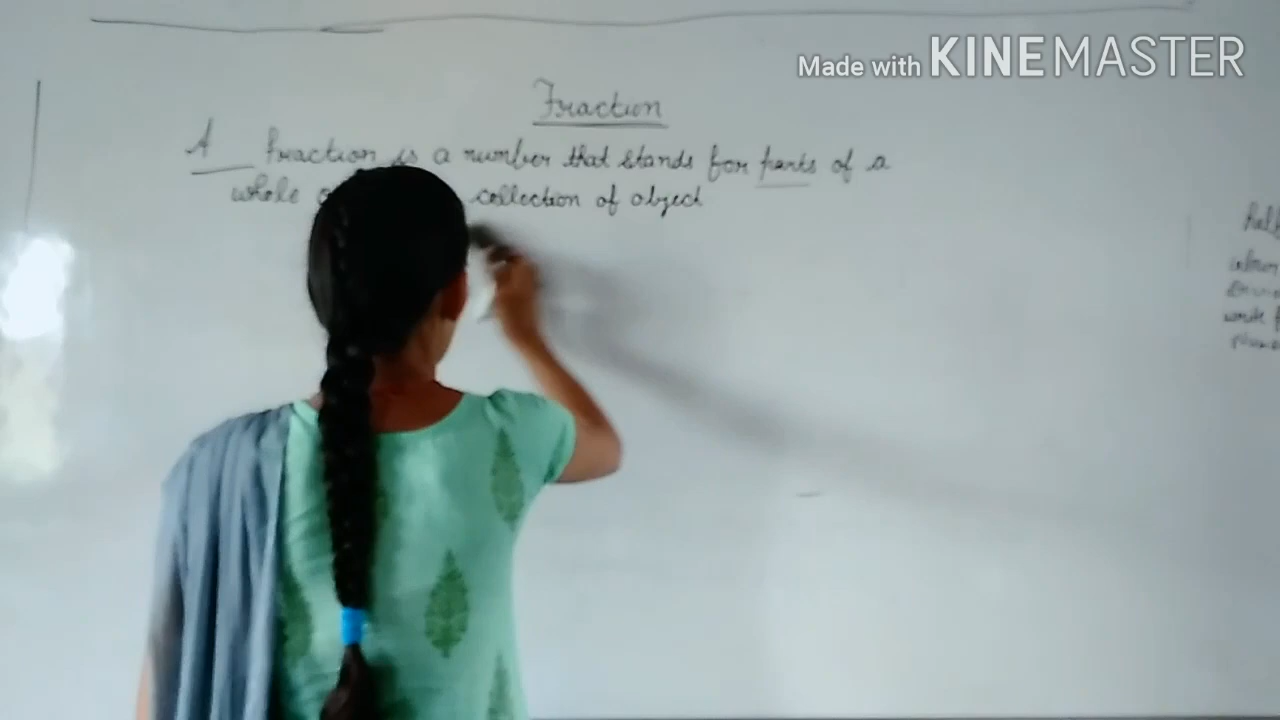 Made with KINEMASTER
Fraction
A fraction is a number that stands for parts of a
whole collection of object